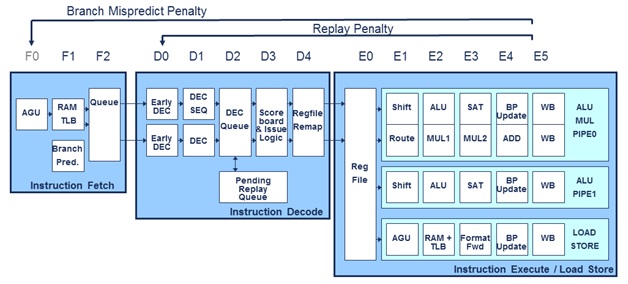 Branch Mispredict Penalty
Replay Penalty
F0 F1 F2 D0 D1 D2 D3 D4 E0 E1 E2 E3 E4 E5
AGU
RAM
TLB
Branch
Pred.
Queue
Instruction Fetch
Early
DEC
Early
DEC
DEC
SEQ
DEC
DEC
Queue
Score
board
& Issue
Logic
Regfile
Remap
Pending
Replay
Queue
Instruction Decode
Reg
File
Shift
ALU
SAT
BP
Update
WB
Route
MUL1
MUL2
ADD
WB
ALU
MUL
PIPE0
Shift
ALU
SAT
BP
Update
WB
ALU
PIPE1
AGU
RAM +
TLB
Format
Fwd
BP
Update
WB
LOAD
STORE
Instruction Execute / Load Store